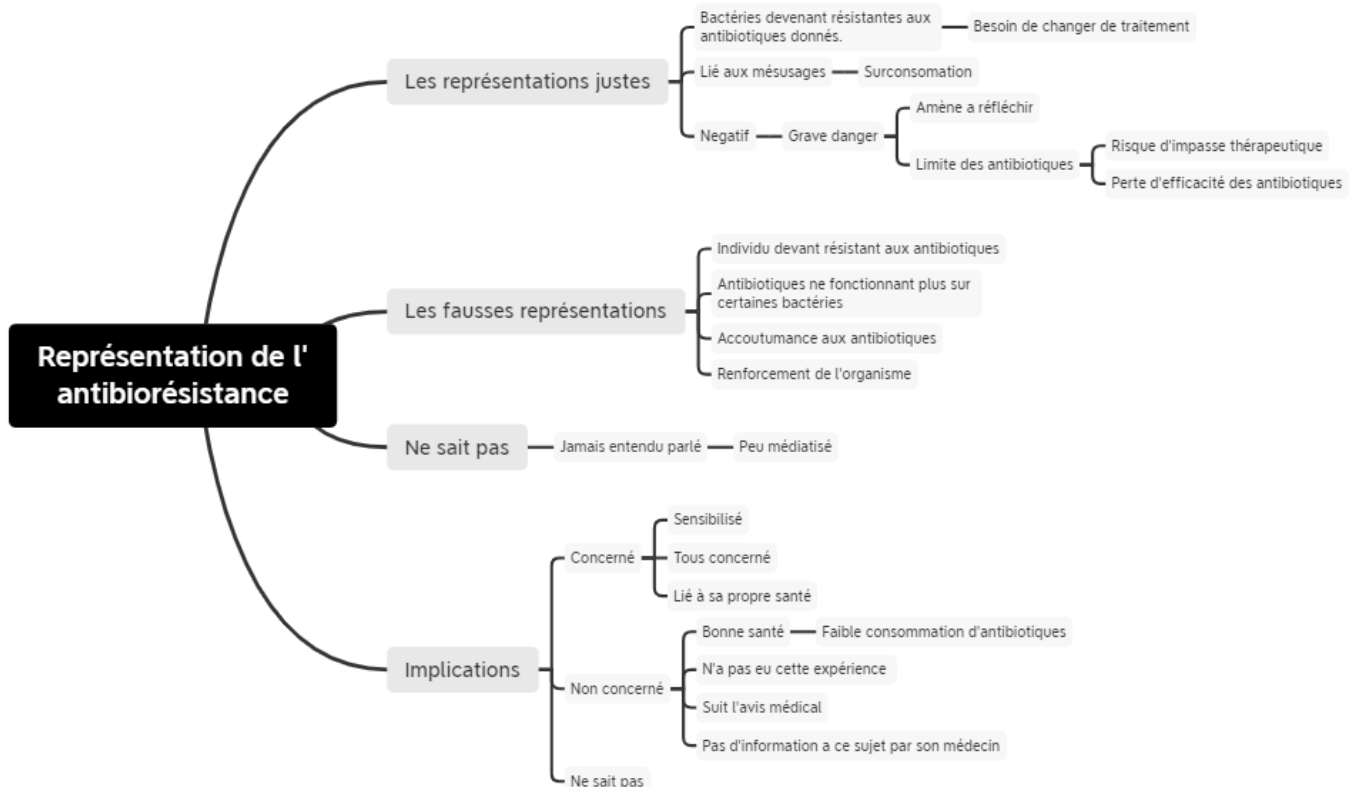 Représentation de l'
antibiorésistance
Les représentations justes
Bactéries devenant résistantes aux
antibiotiques donnés.
Besoin de changer de traitement
Lié aux mésusages
Surconsomation
Negatif
Grave danger
Amène a réfléchir
Limite des antibiotiques
Risque d'impasse thérapeutique
Perte d'efficacité des antibiotiques
Les fausses représentations
Individu devant résistant aux antibiotiques
Antibiotiques ne fonctionnant plus sur
certaines bactéries
Accoutumance aux antibiotiques
Renforcement de l'organisme
Ne sait pas
Jamais entendu parlé
Peu médiatisé
Implications
Concerné
Sensibilisé
Tous concerné
Lié à sa propre santé
Non concerné
Bonne santé
Faible consommation d'antibiotiques
N'a pas eu cette expérience
Suit l'avis médical
Pas d'information a ce sujet par son médecin
Ne sait pas